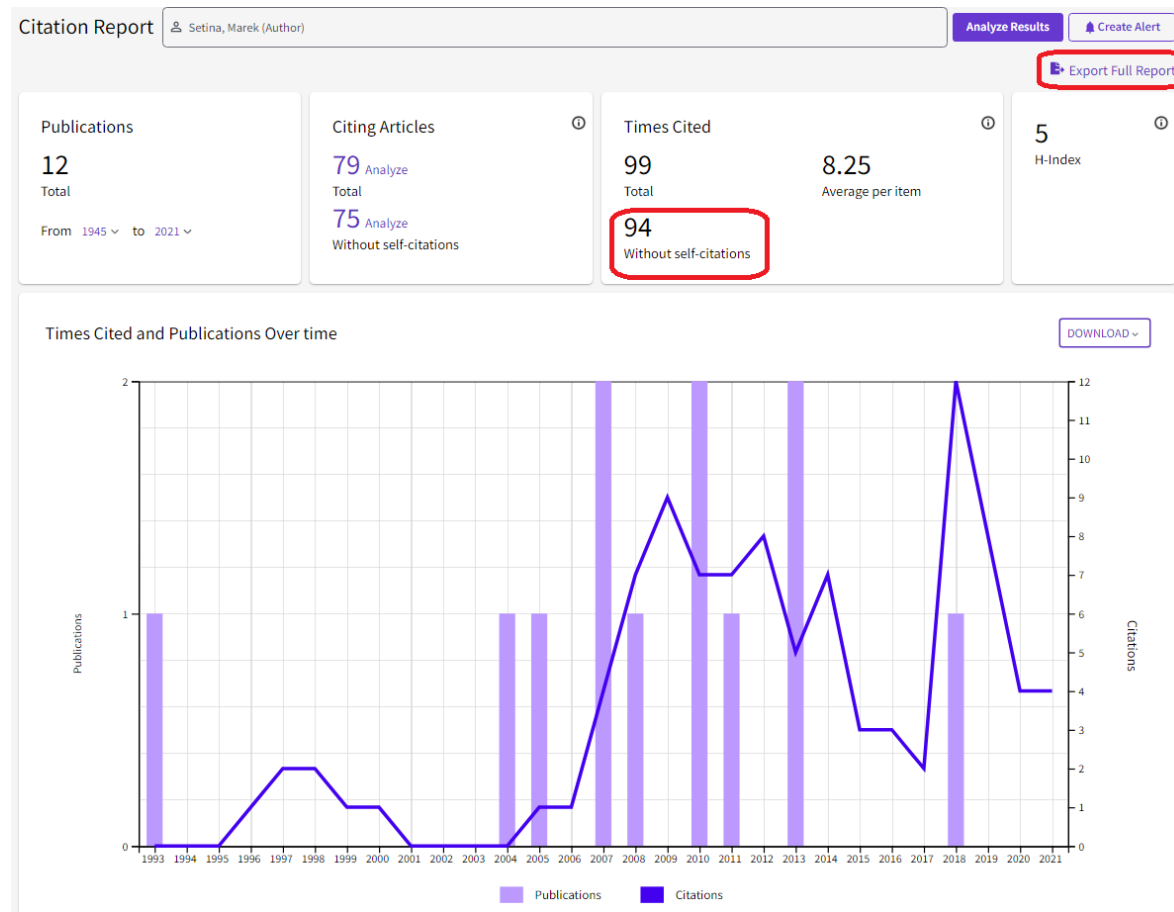 Citation Report
Setina, Marek (Author)
Analyze Results
Create Alert
Export Full Report
Publications
12
Total
From 1945 to 2021
Citing Articles
79 Analyze
Total
75 Analyze
Without self-citations
Times Cited
99
Total
8.25
Average per item
94
Without self-citations
5
H-Index
Times Cited and Publications Over time
DOWNLOAD
2
1
0
Publications
12
11
10
9
8
7
6
5
4
3
2
1
0
Citations
1993 1994 1995 1996 1997 1998 1999 2000 2001 2002 2003 2004 2005 2006 2007 2008 2009 2010 2011 2012 2013 2014 2015 2016 2017 2018 2019 2020 2021
Publications Citations